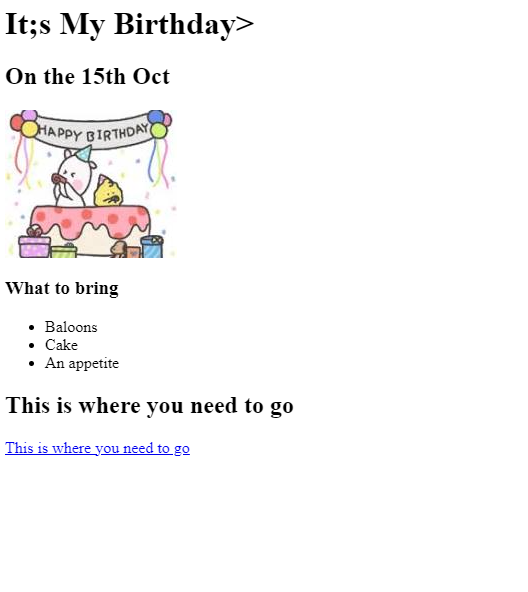 It;s My Birthday>
On the 15th Oct
HAPPY BIRTHDAY
What to bring
Baloons
Cake
An appetite
This is where you need to go
This is where you need to go